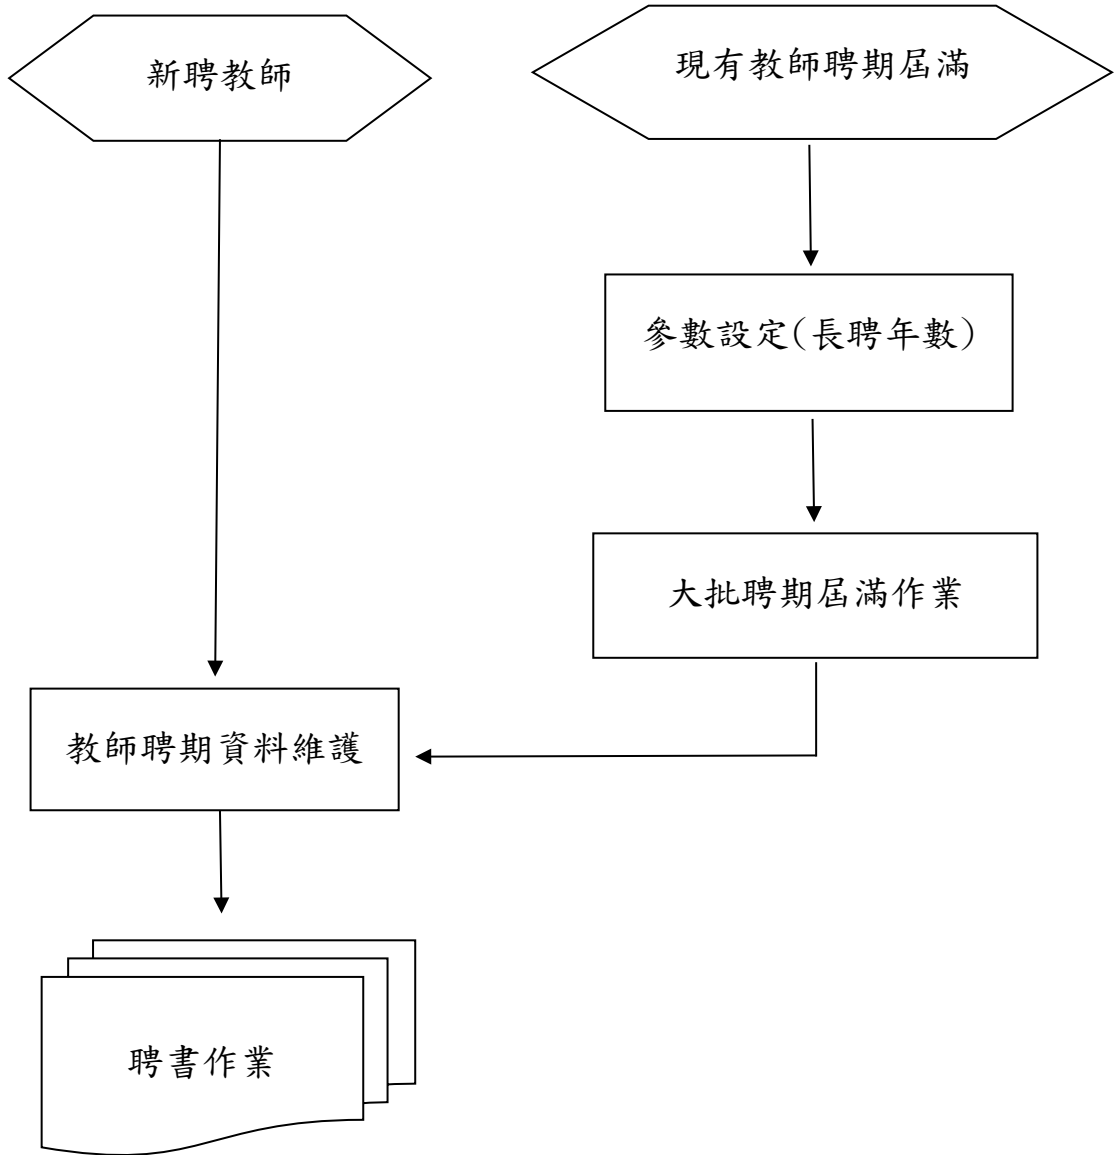 新聘教師
現有教師聘期屆滿
參數設定(長聘年數)
大批聘期屆滿作業
教師聘期資料維護
聘書作業